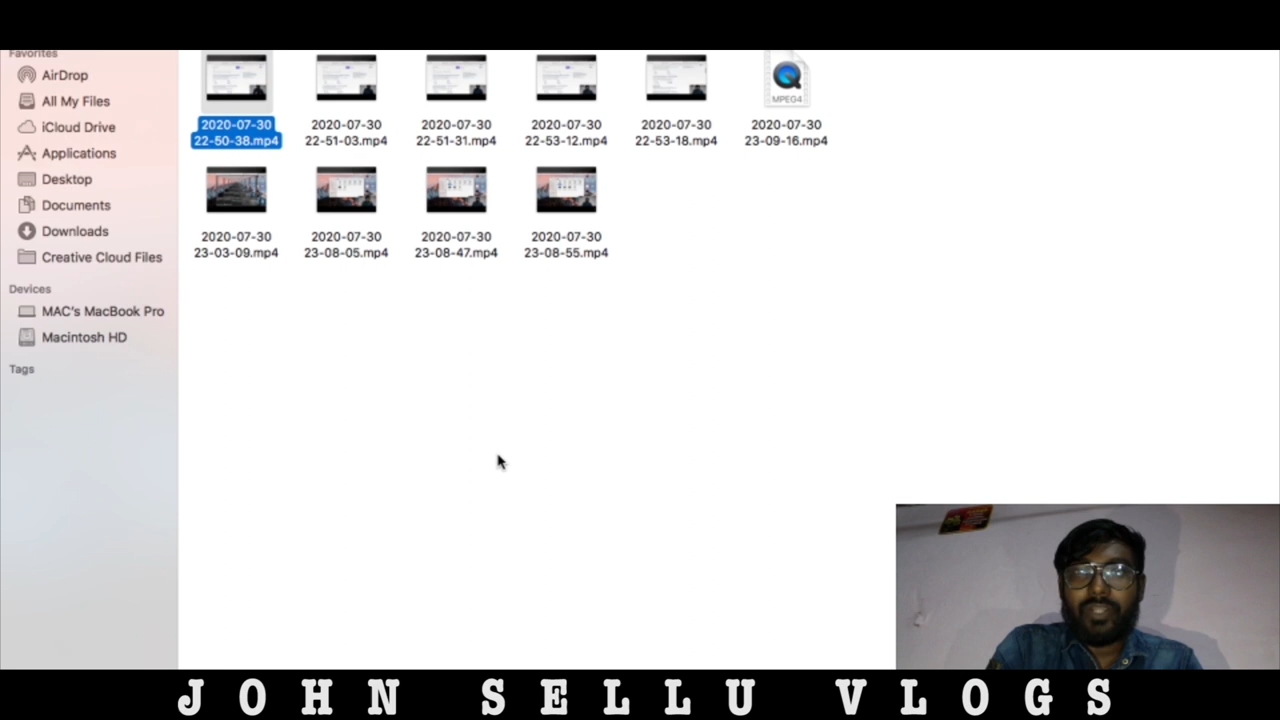 Favorites
AirDrop
All My Files
iCloud Drive
Applications
Desktop
Documents
Downloads
Creative Cloud Files
Devices
MAC's MacBook Pro
Macintosh HD
Tags
2020-07-30
22-50-38.mp4
2020-07-30
22-51-03.mp4
2020-07-30
22-51-31.mp4
2020-07-30
22-53-12.mp4
2020-07-30
22-53-18.mp4
MPEG4
2020-07-30
23-09-16.mp4
2020-07-30
23-03-09.mp4
2020-07-30
23-08-05.mp4
2020-07-30
23-08-47.mp4
2020-07-30
23-08-55.mp4
JOHN SELLU VLOGS